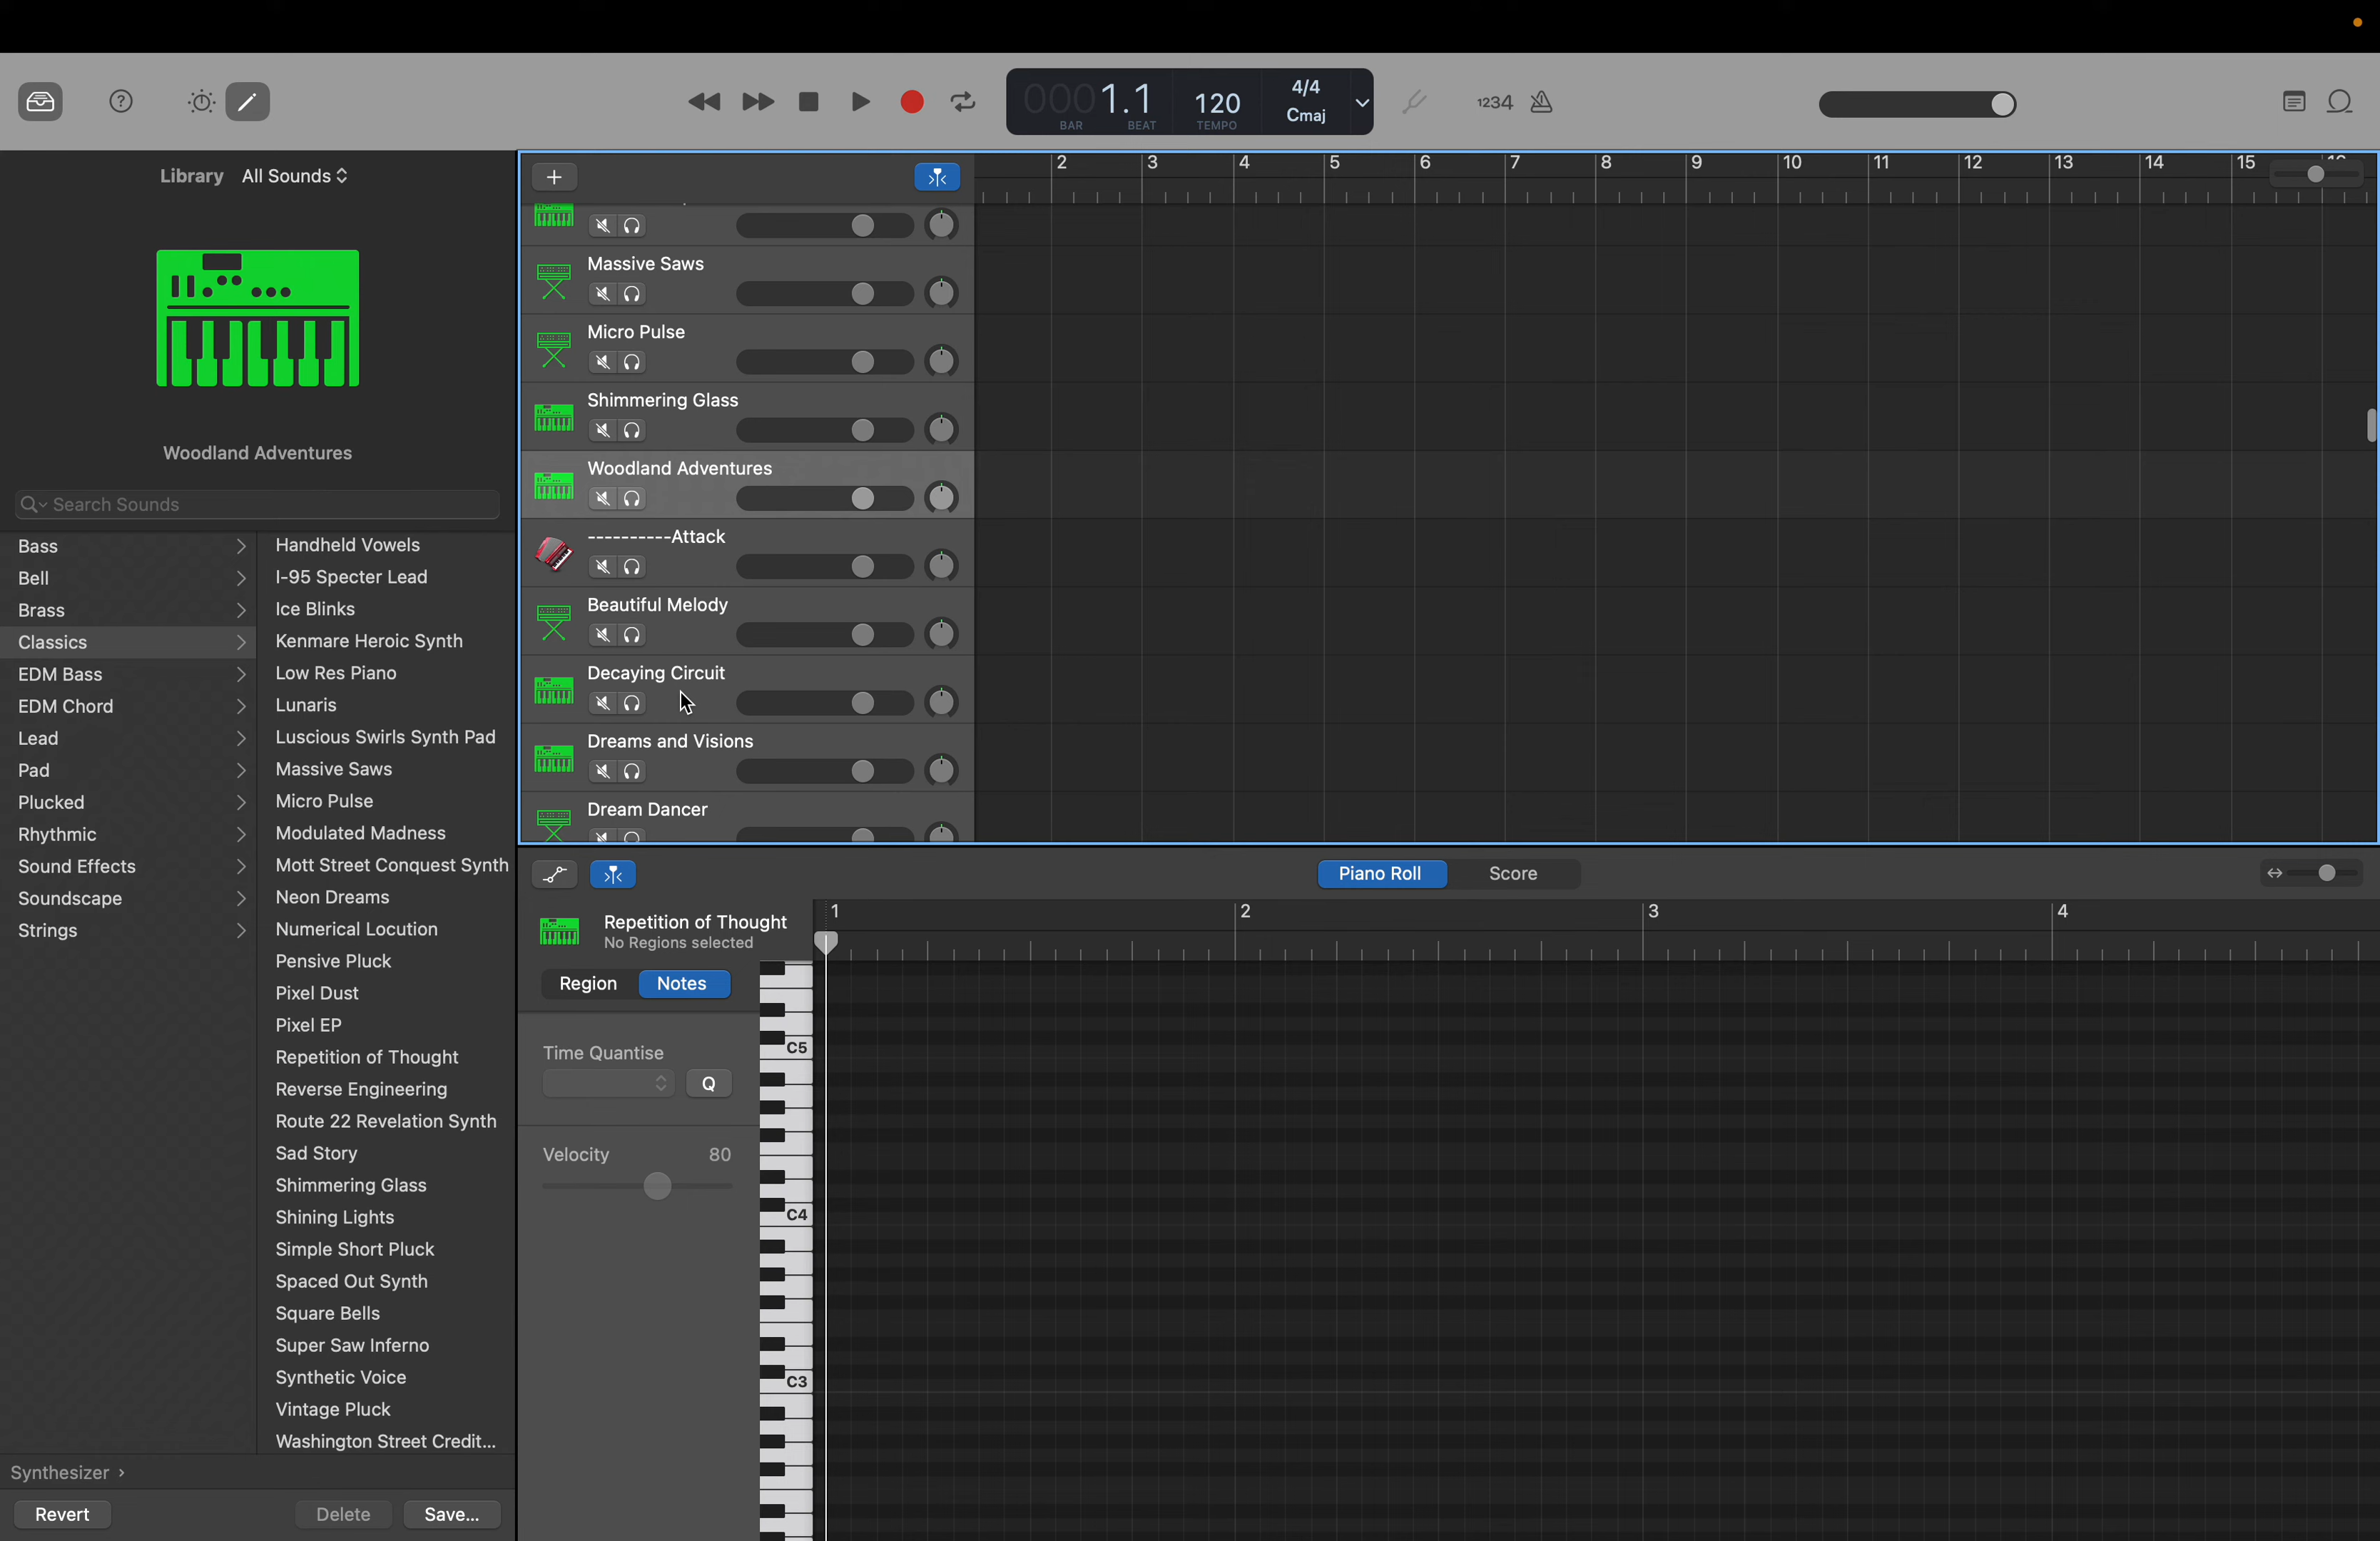 1234
000 1.1
BAR BEAT
120
TEMPO
4/4
Cmaj
Library All Sounds
Woodland Adventures
Search Sounds
Bass
Bell
Brass
Classics
EDM Bass
EDM Chord
Lead
Pad
Plucked
Rhythmic
Sound Effects
Soundscape
Strings
Handheld Vowels
I-95 Specter Lead
Ice Blinks
Kenmare Heroic Synth
Low Res Piano
Lunaris
Luscious Swirls Synth Pad
Massive Saws
Micro Pulse
Modulated Madness
Mott Street Conquest Synth
Neon Dreams
Numerical Locution
Pensive Pluck
Pixel Dust
Pixel EP
Repetition of Thought
Reverse Engineering
Route 22 Revelation Synth
Sad Story
Shimmering Glass
Shining Lights
Simple Short Pluck
Spaced Out Synth
Square Bells
Super Saw Inferno
Synthetic Voice
Vintage Pluck
Washington Street Credit...
Synthesizer ›
Revert Delete Save...
2 3 4 5 6 7 8 9 10 11 12 13 14 15
Massive Saws
Micro Pulse
Shimmering Glass
Woodland Adventures
----------Attack
Beautiful Melody
Decaying Circuit
Dreams and Visions
Dream Dancer
Piano Roll Score
Repetition of Thought
No Regions selected
1 2 3 4
Region Notes
Time Quantise
Q
Velocity 80
C5
C4
C3